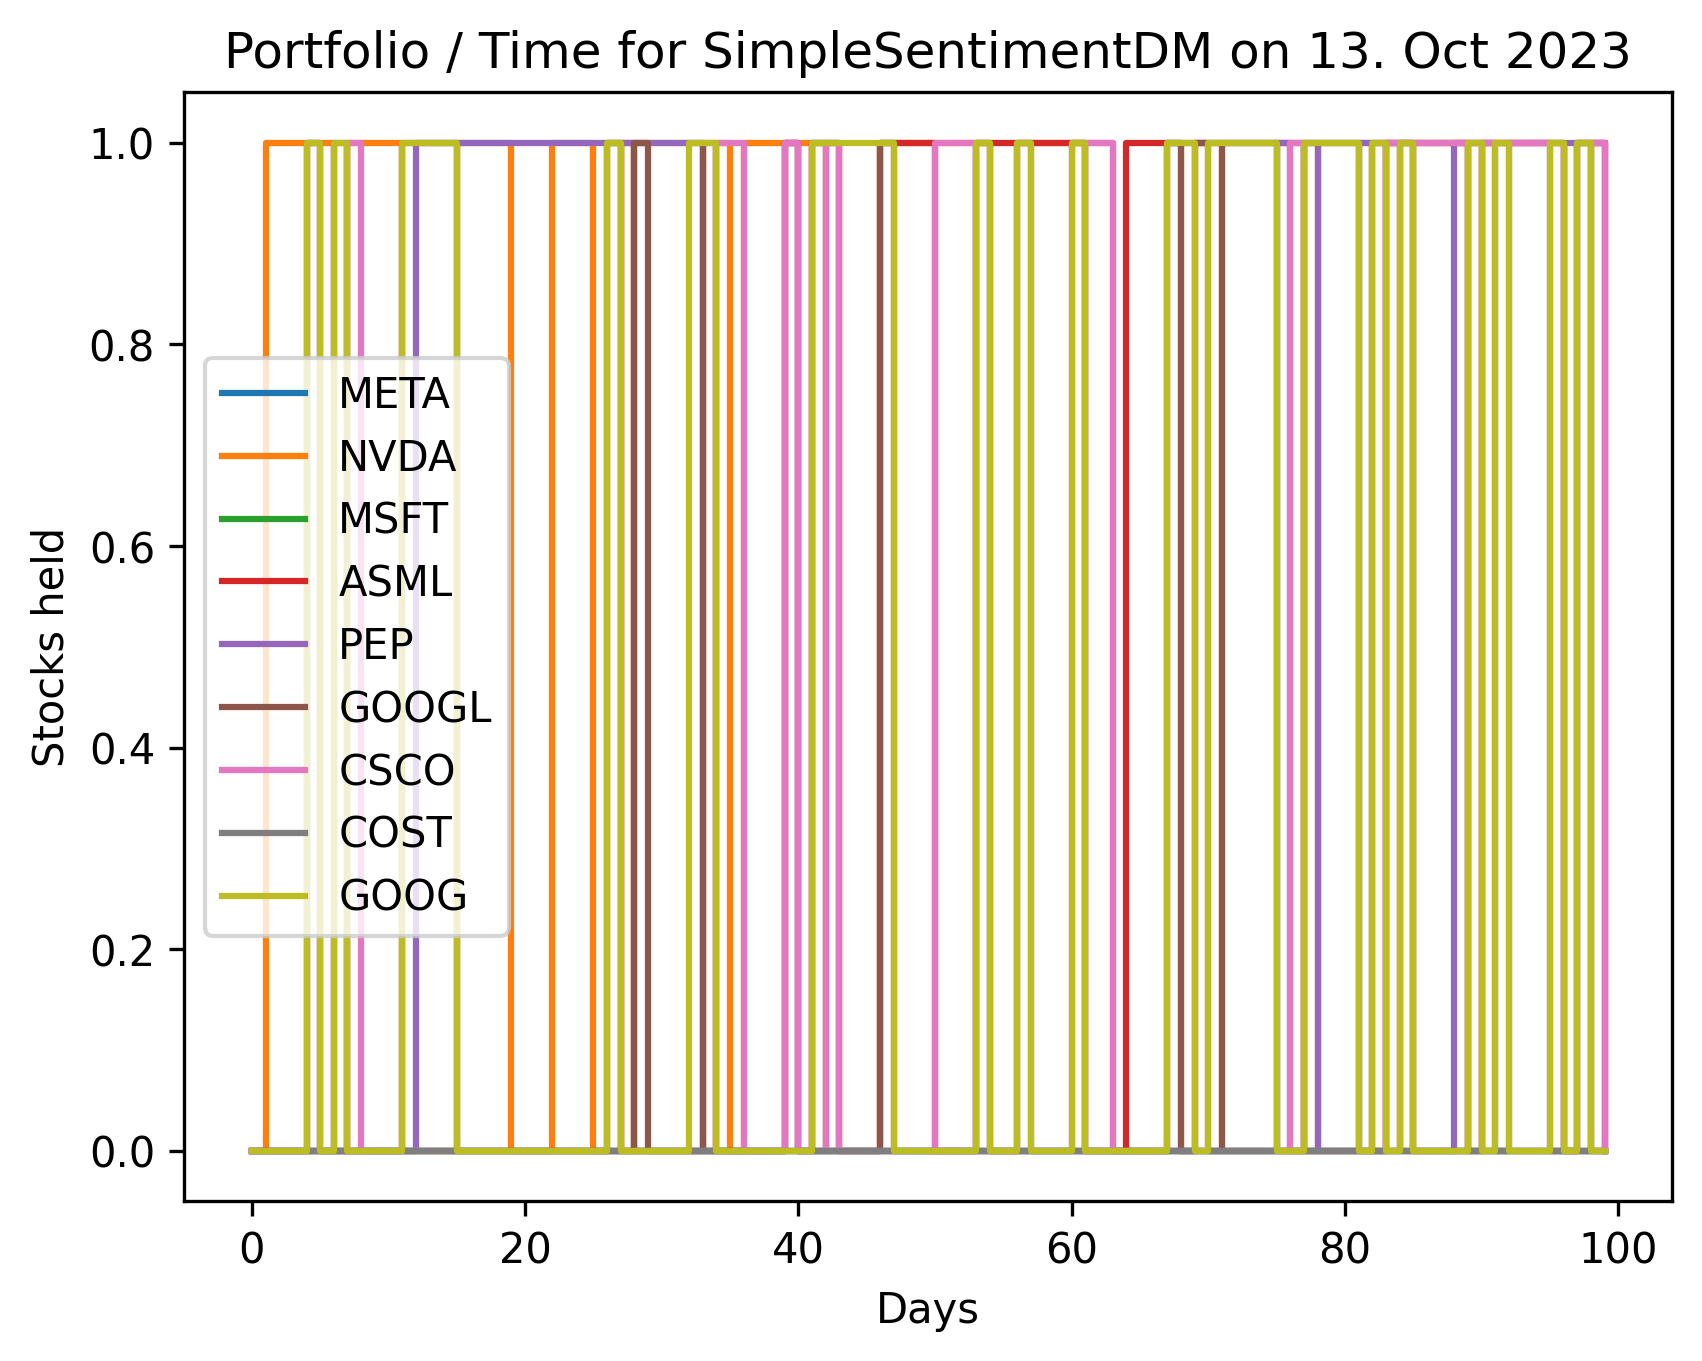 Portfolio / Time for SimpleSentimentDM on 13. Oct 2023
1.0
0.8
0.6
0.4
0.2
0.0
Stocks held
META
NVDA
MSFT
ASML
PEP
GOOGL
CSCO
COST
GOOG
0 20 40 60 80 100
Days